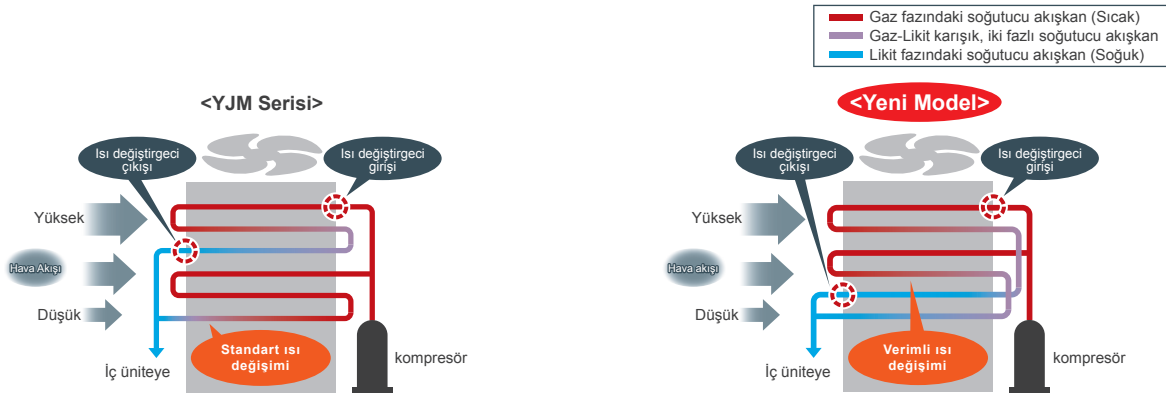 Gaz fazındaki soğutucu akışkan (Sıcak)
Gaz-Likit karışık, iki fazlı soğutucu akışkan
Likit fazındaki soğutucu akışkan (Soğuk)
<YJM Serisi>
Isı değiştirgeci
çıkışı
Isı değiştirgeci
girişi
Yüksek
Hava Akışı
Düşük
Standart ısı
değişimi
İç üniteye
kompresör
<Yeni Model>
Isı değiştirgeci
çıkışı
Isı değiştirgeci
girişi
Yüksek
Hava akışı
Düşük
Verimli ısı
değişimi
İç üniteye
kompresör